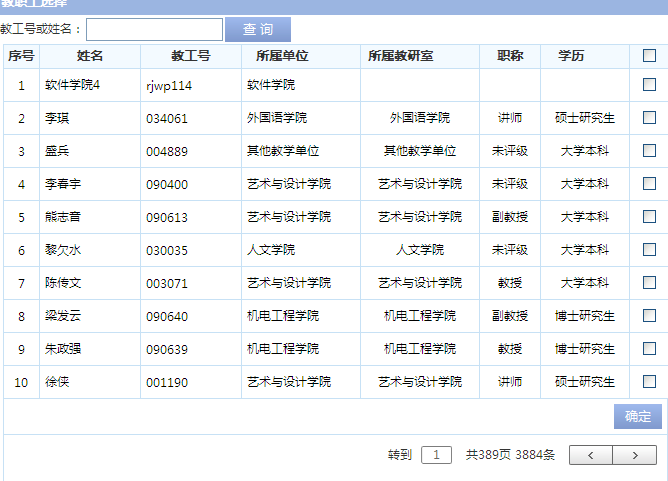 教职工选择
教工号或姓名： 查 询
序号 姓名 教工号 所属单位 所属教研室 职称 学历
1 软件学院4 rjwp114 软件学院
2 李琪 034061 外国语学院 外国语学院 讲师 硕士研究生
3 盛兵 004889 其他教学单位 其他教学单位 未评级 大学本科
4 李春宇 090400 艺术与设计学院 艺术与设计学院 未评级 大学本科
5 熊志音 090613 艺术与设计学院 艺术与设计学院 副教授 大学本科
6 黎欠水 030035 人文学院 人文学院 未评级 大学本科
7 陈传文 003071 艺术与设计学院 艺术与设计学院 教授 大学本科
8 梁发云 090640 机电工程学院 机电工程学院 副教授 博士研究生
9 朱政强 090639 机电工程学院 机电工程学院 教授 博士研究生
10 徐侠 001190 艺术与设计学院 艺术与设计学院 讲师 硕士研究生
确定
转到 1 共389页 3884条 < >